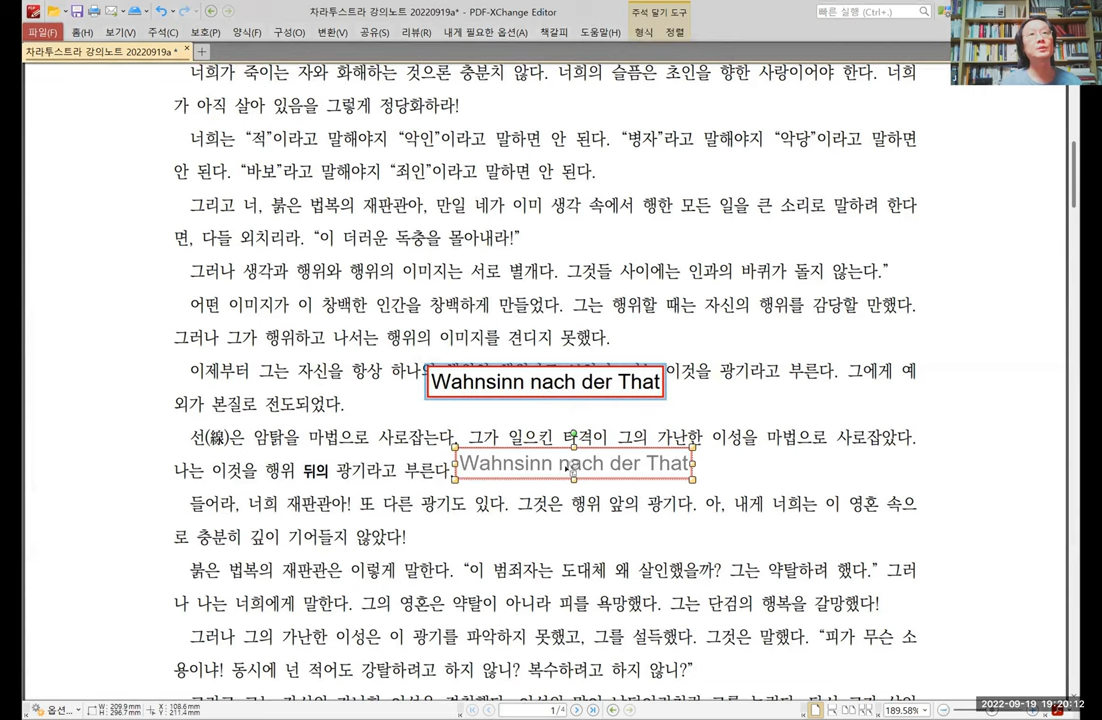 차라투스트라 강의노트 20220919a* - PDF-XChange Editor
주석 달기 도구
빠른 실행 (Ctrl+.)
파일(F) 홈(H) 보기(V) 주석(C) 보호(P) 양식(F) 구성(O) 변환(V) 공유(S) 리뷰(R) 내게 필요한 옵션(A) 책갈피 도움말(H) 형식 정렬
차라투스트라 강의노트 20220919a*
너희가 죽이는 자와 화해하는 것으론 충분치 않다. 너희의 슬픔은 초인을 향한 사랑이어야 한다. 너희
가 아직 살아 있음을 그렇게 정당화하라!
너희는 “적”이라고 말해야지 “악인”이라고 말하면 안 된다. “병자”라고 말해야지 “악당”이라고 말하면
안 된다. “바보”라고 말해야지 “죄인”이라고 말하면 안 된다.
그리고 너, 붉은 법복의 재판관아, 만일 네가 이미 생각 속에서 행한 모든 일을 큰 소리로 말하려 한다
면, 다들 외치리라. “이 더러운 독충을 몰아내라!”
그러나 생각과 행위와 행위의 이미지는 서로 별개다. 그것들 사이에는 인과의 바퀴가 돌지 않는다.”
어떤 이미지가 이 창백한 인간을 창백하게 만들었다. 그는 행위할 때는 자신의 행위를 감당할 만했다.
그러나 그가 행위하고 나서는 행위의 이미지를 견디지 못했다.
이제부터 그는 자신을 항상 이것을 광기라고 부른다. 그에게 예
Wahnsinn nach der That
외가 본질로 전도되었다.
선(線)은 암탉을 마법으로 사로잡는다. 그가 일으킨 타격이 그의 가난한 이성을 마법으로 사로잡았다.
나는 이것을 행위 뒤의 광기라고 부른다. Wahnsinn nach der That
들어라, 너희 재판관아! 또 다른 광기도 있다. 그것은 행위 앞의 광기다. 아, 내게 너희는 이 영혼 속으
로 충분히 깊이 기어들지 않았다!
붉은 법복의 재판관은 이렇게 말한다. “이 범죄자는 도대체 왜 살인했을까? 그는 약탈하려 했다.” 그러
나 나는 너희에게 말한다. 그의 영혼은 약탈이 아니라 피를 욕망했다. 그는 단검의 행복을 갈망했다!
그러나 그의 가난한 이성은 이 광기를 파악하지 못했고, 그를 설득했다. 그것은 말했다. “피가 무슨 소
용이냐! 동시에 넌 적어도 강탈하려고 하지 않니? 복수하려고 하지 않니?”
옵션... W: 209.9 mm H: 296.7 mm X: 108.6 mm Y: 211.4 mm 1/4 189.58%
2022-09-19 19:20:12